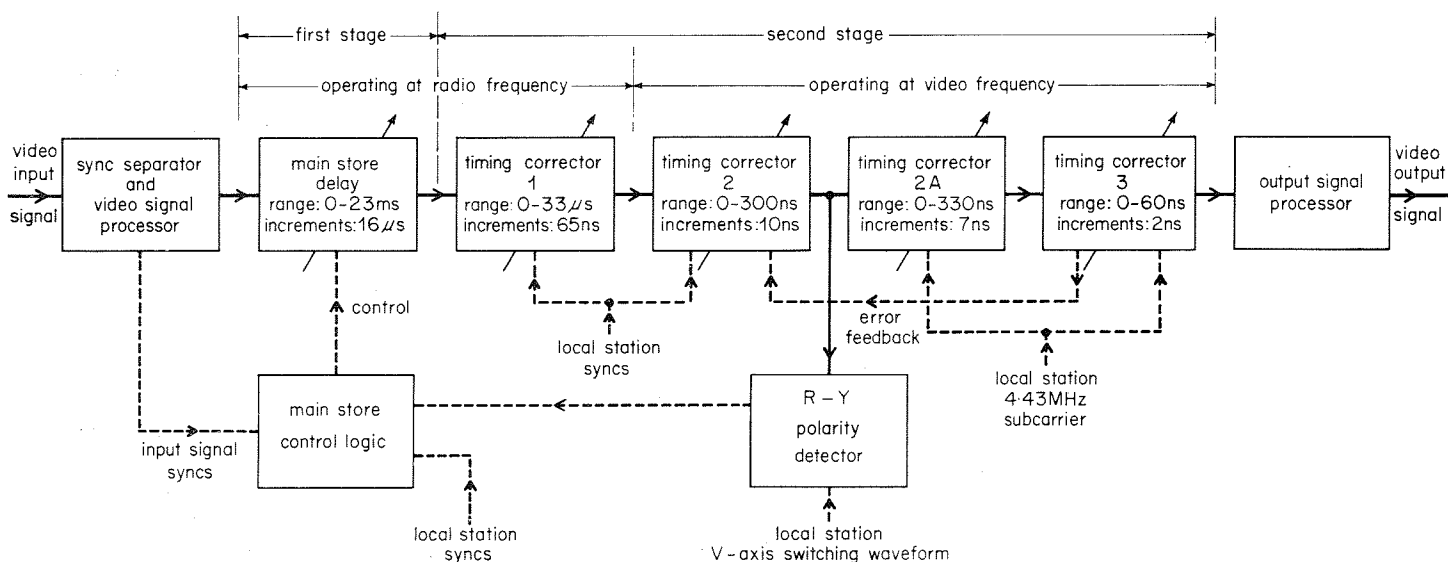 first stage
second stage
operating at radio frequency
operating at video frequency
video
input
signal
sync separator
and
video signal
processor
main store
delay
range: 0-23ms
increments: 16μs
timing corrector
1
range: 0-33μs
increments: 65ns
timing corrector
2
range: 0-300ns
increments: 10ns
timing corrector
2A
range: 0-330ns
increments: 7ns
timing corrector
3
range: 0-60ns
increments: 2ns
output signal
processor
video
output
signal
control
local station
syncs
error
feedback
local station
4·43MHz
subcarrier
main store
control logic
R-Y
polarity
detector
input signal
syncs
local station
syncs
local station
V-axis switching waveform